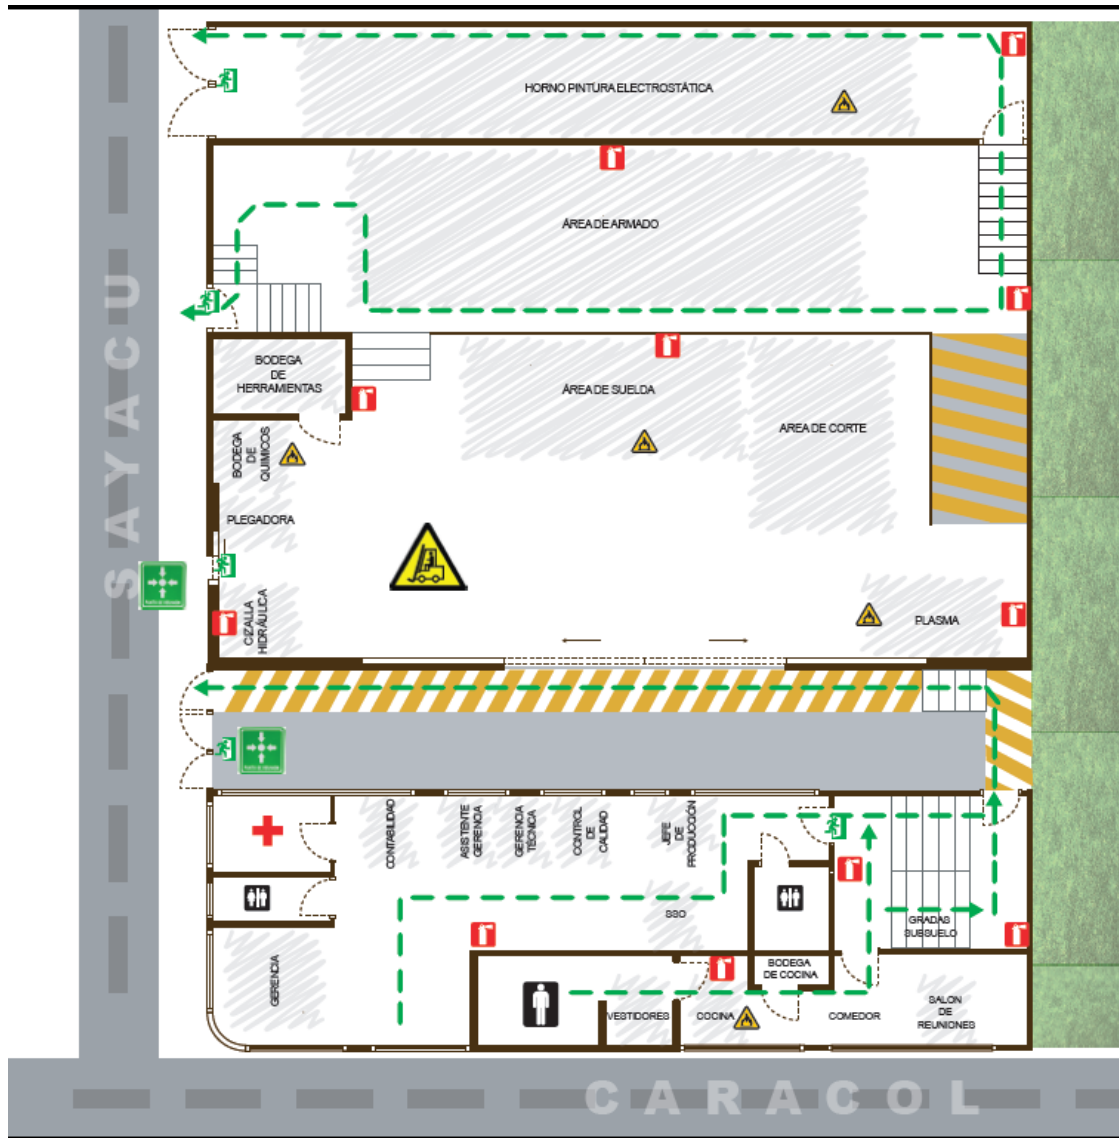 HORNO PINTURA ELECTROSTÁTICA
ÁREA DE ARMADO
SAYACU
BODEGA
DE
HERRAMIENTAS
ÁREA DE SUELDA
AREA DE CORTE
BODEGA
DE
QUIMICOS
PLEGADORA
CIZALLA
HIDRÁULICA
PLASMA
CONTABILIDAD
ASISTENTE
GERENCIA
GERENCIA
TÉCNICA
CONTROL
DE
CALIDAD
JEFE
DE
PRODUCCIÓN
SSO
GRADAS
SUBSUELO
GERENCIA
BODEGA
DE COCINA
VESTIDORES
COCINA
COMEDOR
SALON
DE
REUNIONES
CARACOL